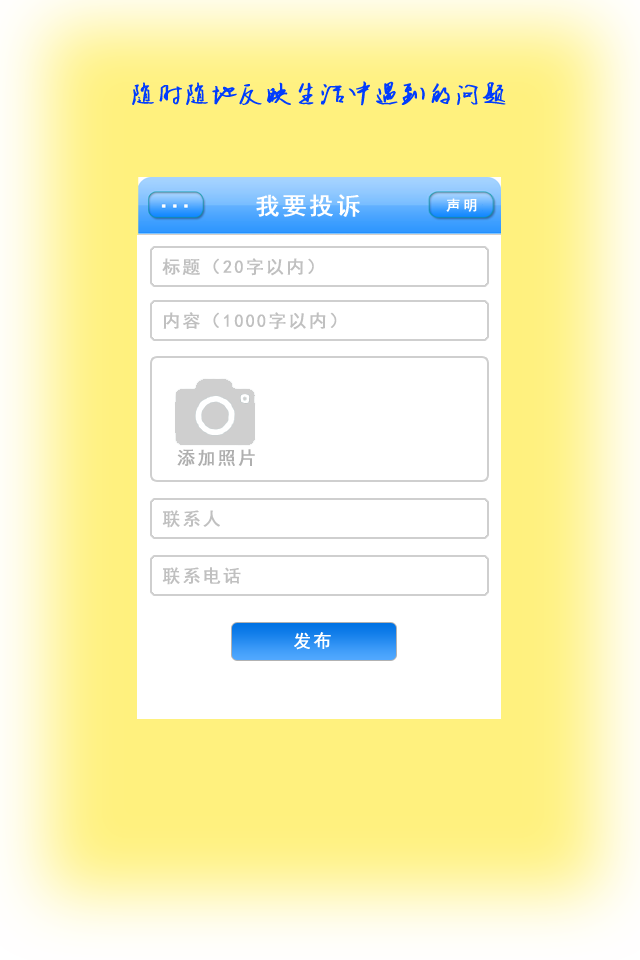 随时随地反映生活中遇到的问题
... 我要投诉 声明
标题（20字以内）
内容（1000字以内）
添加照片
联系人
联系电话
发布